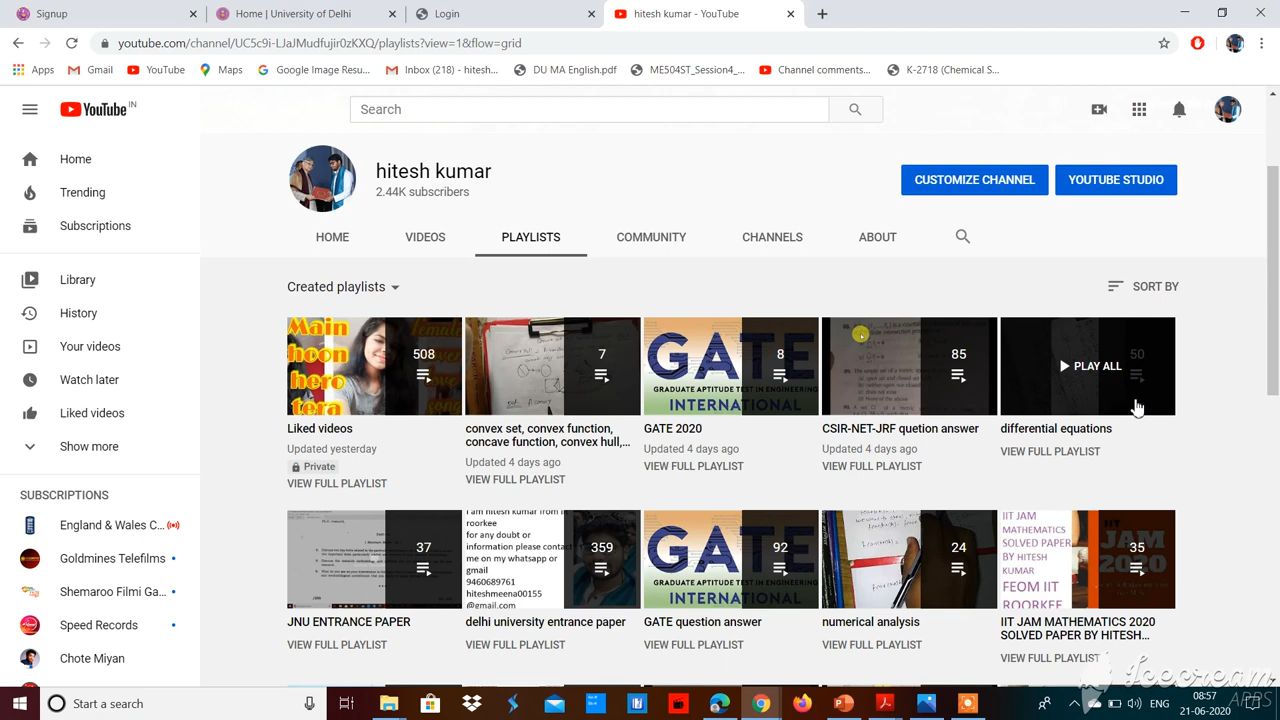 Signup
Home | University of Delhi
Login
hitesh kumar - YouTube
youtube.com/channel/UC5c9i-LJaJMudfujir0zKXQ/playlists?view=1&flow=grid
Apps
Gmail
YouTube
Maps
Google Image Resu...
Inbox (218) - hitesh...
DU MA English.pdf
ME504ST_Session4_...
Channel comments...
K-2718 (Chemical S...
YouTube IN
Search
Home
Trending
Subscriptions
Library
History
Your videos
Watch later
Liked videos
Show more
SUBSCRIPTIONS
England & Wales C...
Goldmines Telefilms
Shemaroo Filmi Ga...
Speed Records
Chote Miyan
hitesh kumar
2.44K subscribers
CUSTOMIZE CHANNEL
YOUTUBE STUDIO
HOME
VIDEOS
PLAYLISTS
COMMUNITY
CHANNELS
ABOUT
Created playlists
SORT BY
Main
hoon
hero
tera
508
Liked videos
Updated yesterday
Private
VIEW FULL PLAYLIST
7
convex set, convex function,
concave function, convex hull,...
Updated 4 days ago
VIEW FULL PLAYLIST
GATE
GRADUATE APTITUDE TEST IN ENGINEERING
INTERNATIONAL
8
GATE 2020
Updated 4 days ago
VIEW FULL PLAYLIST
85
CSIR-NET-JRF quetion answer
Updated 4 days ago
VIEW FULL PLAYLIST
PLAY ALL
50
differential equations
VIEW FULL PLAYLIST
37
JNU ENTRANCE PAPER
VIEW FULL PLAYLIST
I am hitesh kumar from IIT
roorkee
for any doubt or
information please contact
me on my whatsapp or
gmail
9460689761
hiteshmeena00155
@gmail.com
359
delhi university entrance paper
VIEW FULL PLAYLIST
GATE
GRADUATE APTITUDE TEST IN ENGINEERING
INTERNATIONAL
92
GATE question answer
VIEW FULL PLAYLIST
24
numerical analysis
VIEW FULL PLAYLIST
IIT JAM
MATHEMATICS
SOLVED PAPER
BY HITESH
KUMAR
FEOM IIT
ROORKEE
35
IIT JAM MATHEMATICS 2020
SOLVED PAPER BY HITESH...
VIEW FULL PLAYLIST
Icecream
APPS
Start a search
ENG
08:57
21-06-2020